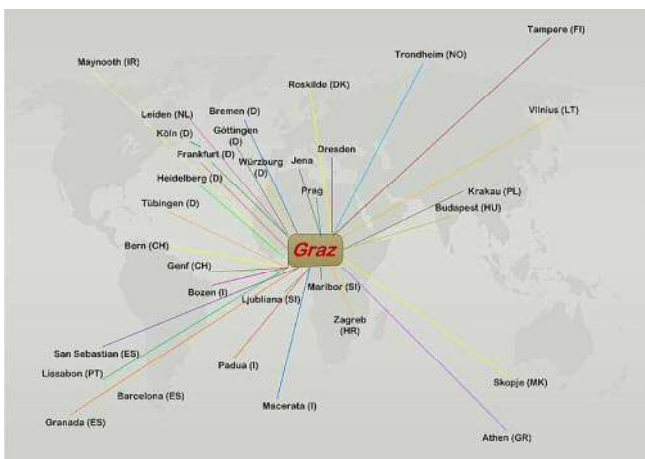 Tampere (FI)
Trondheim (NO)
Maynooth (IR)
Roskilde (DK)
Vilnius (LT)
Bremen (D)
Leiden (NL)
Göttingen
(D)
Köln (D)
Dresden
Frankfurt (D)
Würzburg
(D)
Jena
Heidelberg (D)
Prag
Krakau (PL)
Tübingen (D)
Budapest (HU)
Bern (CH)
Graz
Genf (CH)
Maribor (SI)
Bozen (I)
Ljubliana (SI)
Zagreb
(HR)
San Sebastian (ES)
Padua (I)
Lissabon (PT)
Skopje (MK)
Barcelona (ES)
Macerata (I)
Granada (ES)
Athen (GR)